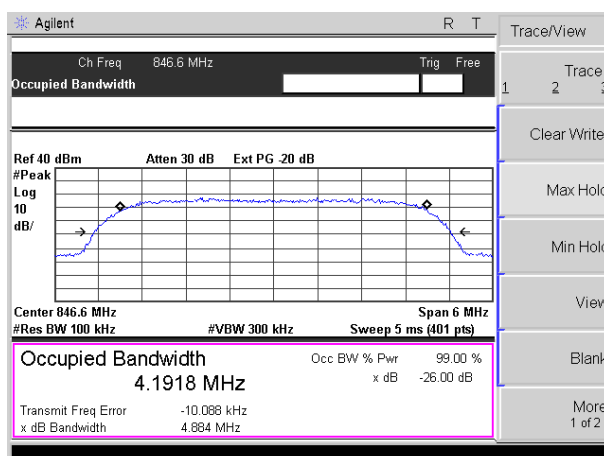 Agilent R T Trace/View
Ch Freq 846.6 MHz Trig Free
Occupied Bandwidth
Trace
1 2 3
Clear Write
Ref 40 dBm Atten 30 dB Ext PG -20 dB
#Peak
Log
10
dB/
Max Hold
Min Hold
View
Center 846.6 MHz Span 6 MHz
#Res BW 100 kHz #VBW 300 kHz Sweep 5 ms (401 pts)
Occupied Bandwidth Occ BW % Pwr 99.00 %
4.1918 MHz x dB -26.00 dB
Blank
Transmit Freq Error -10.088 kHz
x dB Bandwidth 4.884 MHz
More
1 of 2